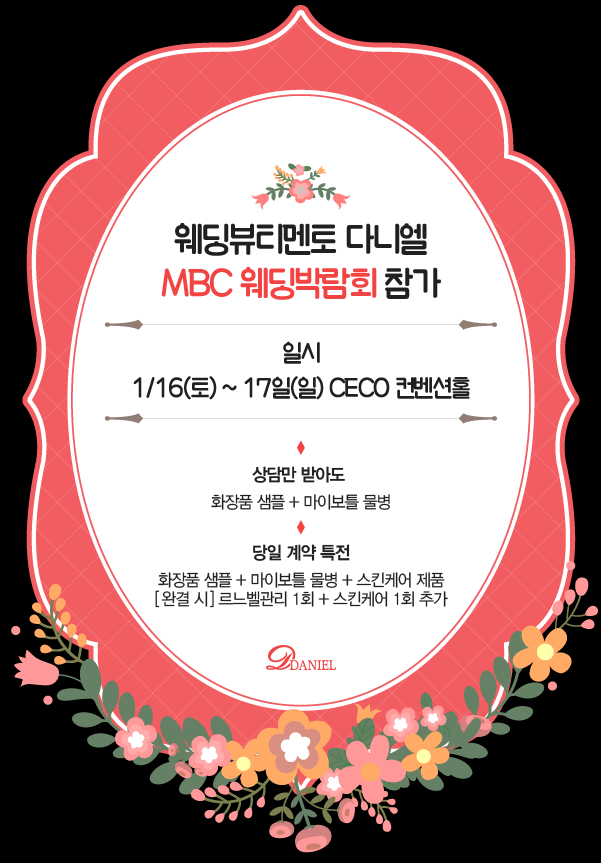 웨딩뷰티멘토 다니엘
MBC 웨딩박람회 참가
일시
1/16(토) ~ 17일(일) CECO 컨벤션홀
상담만 받아도
화장품 샘플 + 마이보틀 물병
당일 계약 특전
화장품 샘플 + 마이보틀 물병 + 스킨케어 제품
[완결 시] 르느벨관리 1회 + 스킨케어 1회 추가
D DANIEL